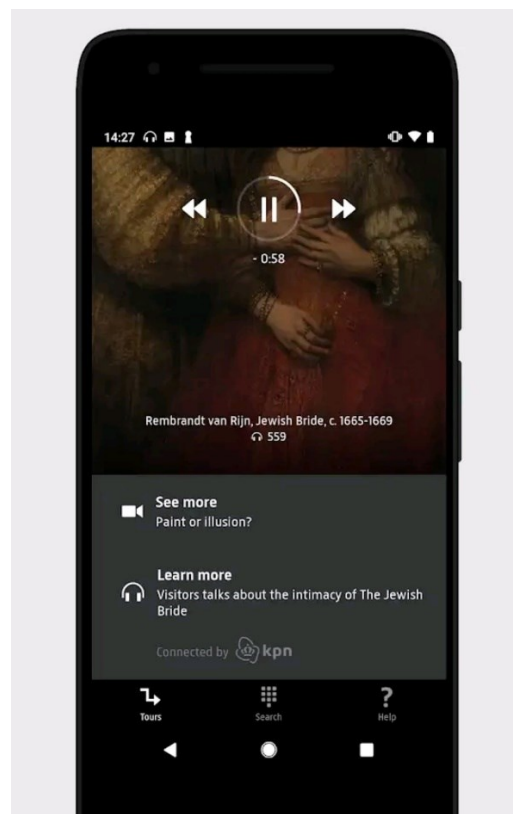 14:27
- 0:58
Rembrandt van Rijn, Jewish Bride, c. 1665-1669
559
See more
Paint or illusion?
Learn more
Visitors talks about the intimacy of The Jewish
Bride
Connected by kpn
Tours Search Help